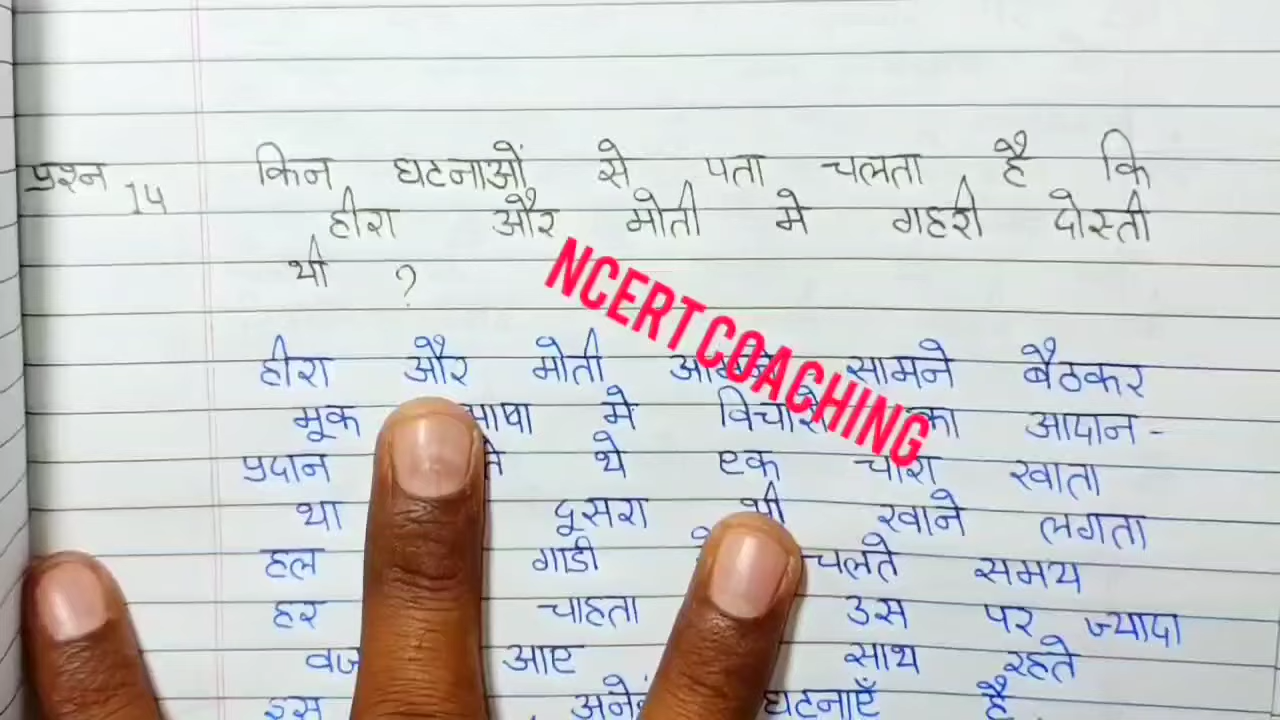 प्रश्न 14 किन घटनाओं से पता चलता है कि
हीरा और मोती मे गहरी दोस्ती
थी ?
NCERT COACHING
हीरा और मोती सामने बैठकर
मूक मे का आदान-
प्रदान थे एक चारा खाता
था दूसरा भी खाने लगता
हल गाडी चलते समय
हर चाहता उस पर ज्यादा
आए साथ रहते
इस घटनाएँ है